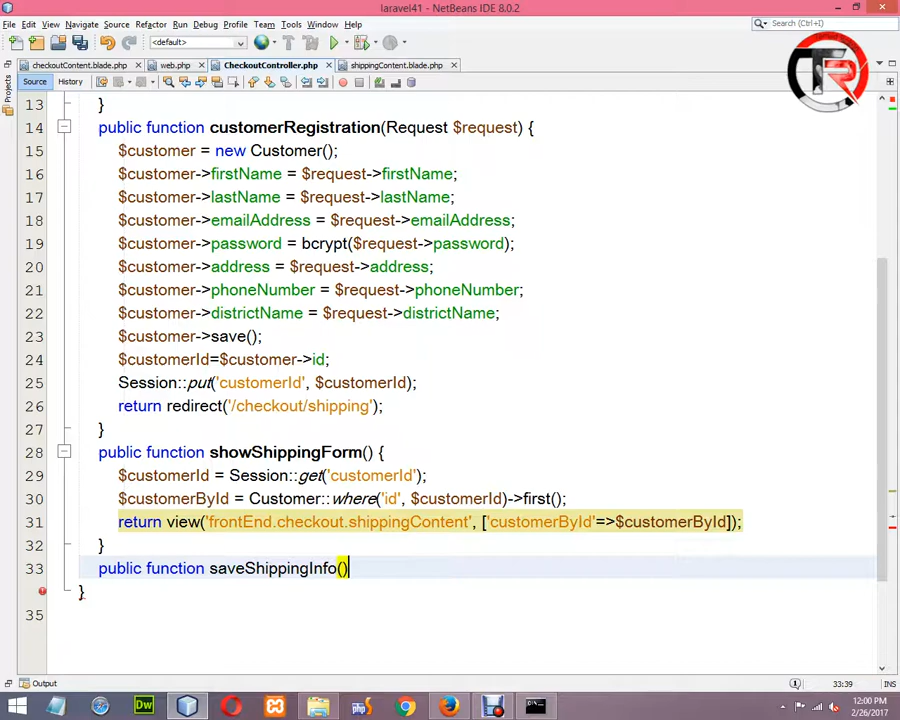 laravel41 - NetBeans IDE 8.0.2
File Edit View Navigate Source Refactor Run Debug Profile Team Tools Window Help
Search (Ctrl+I)
<default>
checkoutContent.blade.php web.php CheckoutController.php shippingContent.blade.php
Source History
Projects
13 }
14 public function customerRegistration(Request $request) {
15 $customer = new Customer();
16 $customer->firstName = $request->firstName;
17 $customer->lastName = $request->lastName;
18 $customer->emailAddress = $request->emailAddress;
19 $customer->password = bcrypt($request->password);
20 $customer->address = $request->address;
21 $customer->phoneNumber = $request->phoneNumber;
22 $customer->districtName = $request->districtName;
23 $customer->save();
24 $customerId=$customer->id;
25 Session::put('customerId', $customerId);
26 return redirect('/checkout/shipping');
27 }
28 public function showShippingForm() {
29 $customerId = Session::get('customerId');
30 $customerById = Customer::where('id', $customerId)->first();
31 return view('frontEnd.checkout.shippingContent', ['customerById'=>$customerById]);
32 }
33 public function saveShippingInfo()
}
35
Output
33:39
Dw
12:00 PM
2/26/2017